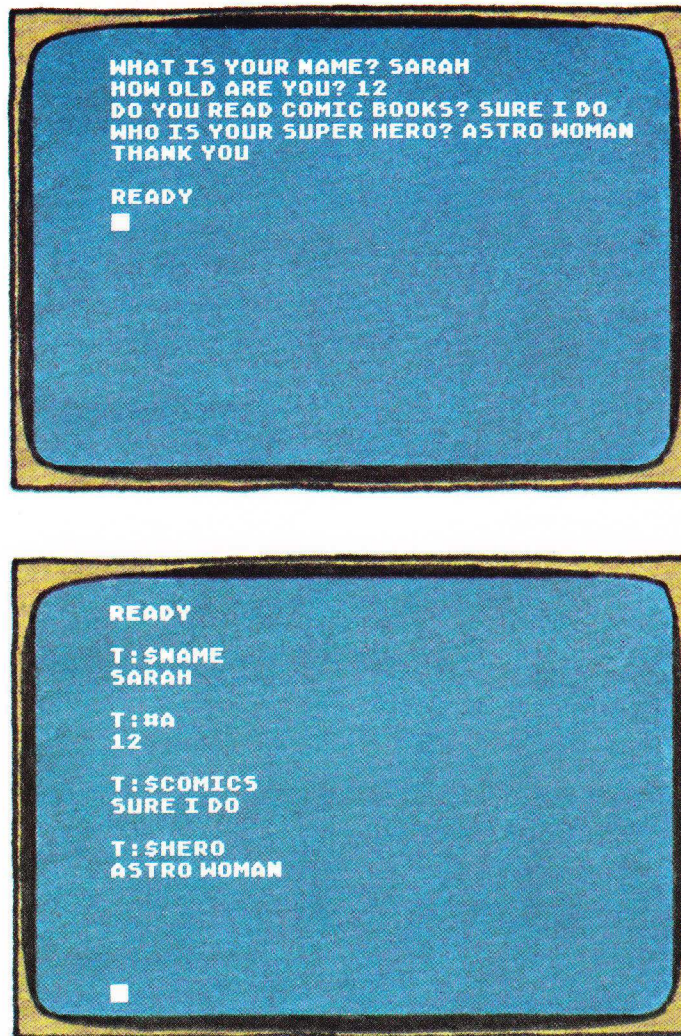 WHAT IS YOUR NAME? SARAH
HOW OLD ARE YOU? 12
DO YOU READ COMIC BOOKS? SURE I DO
WHO IS YOUR SUPER HERO? ASTRO WOMAN
THANK YOU
READY
READY
T:$NAME
SARAH
T:#A
12
T:$COMICS
SURE I DO
T:$HERO
ASTRO WOMAN